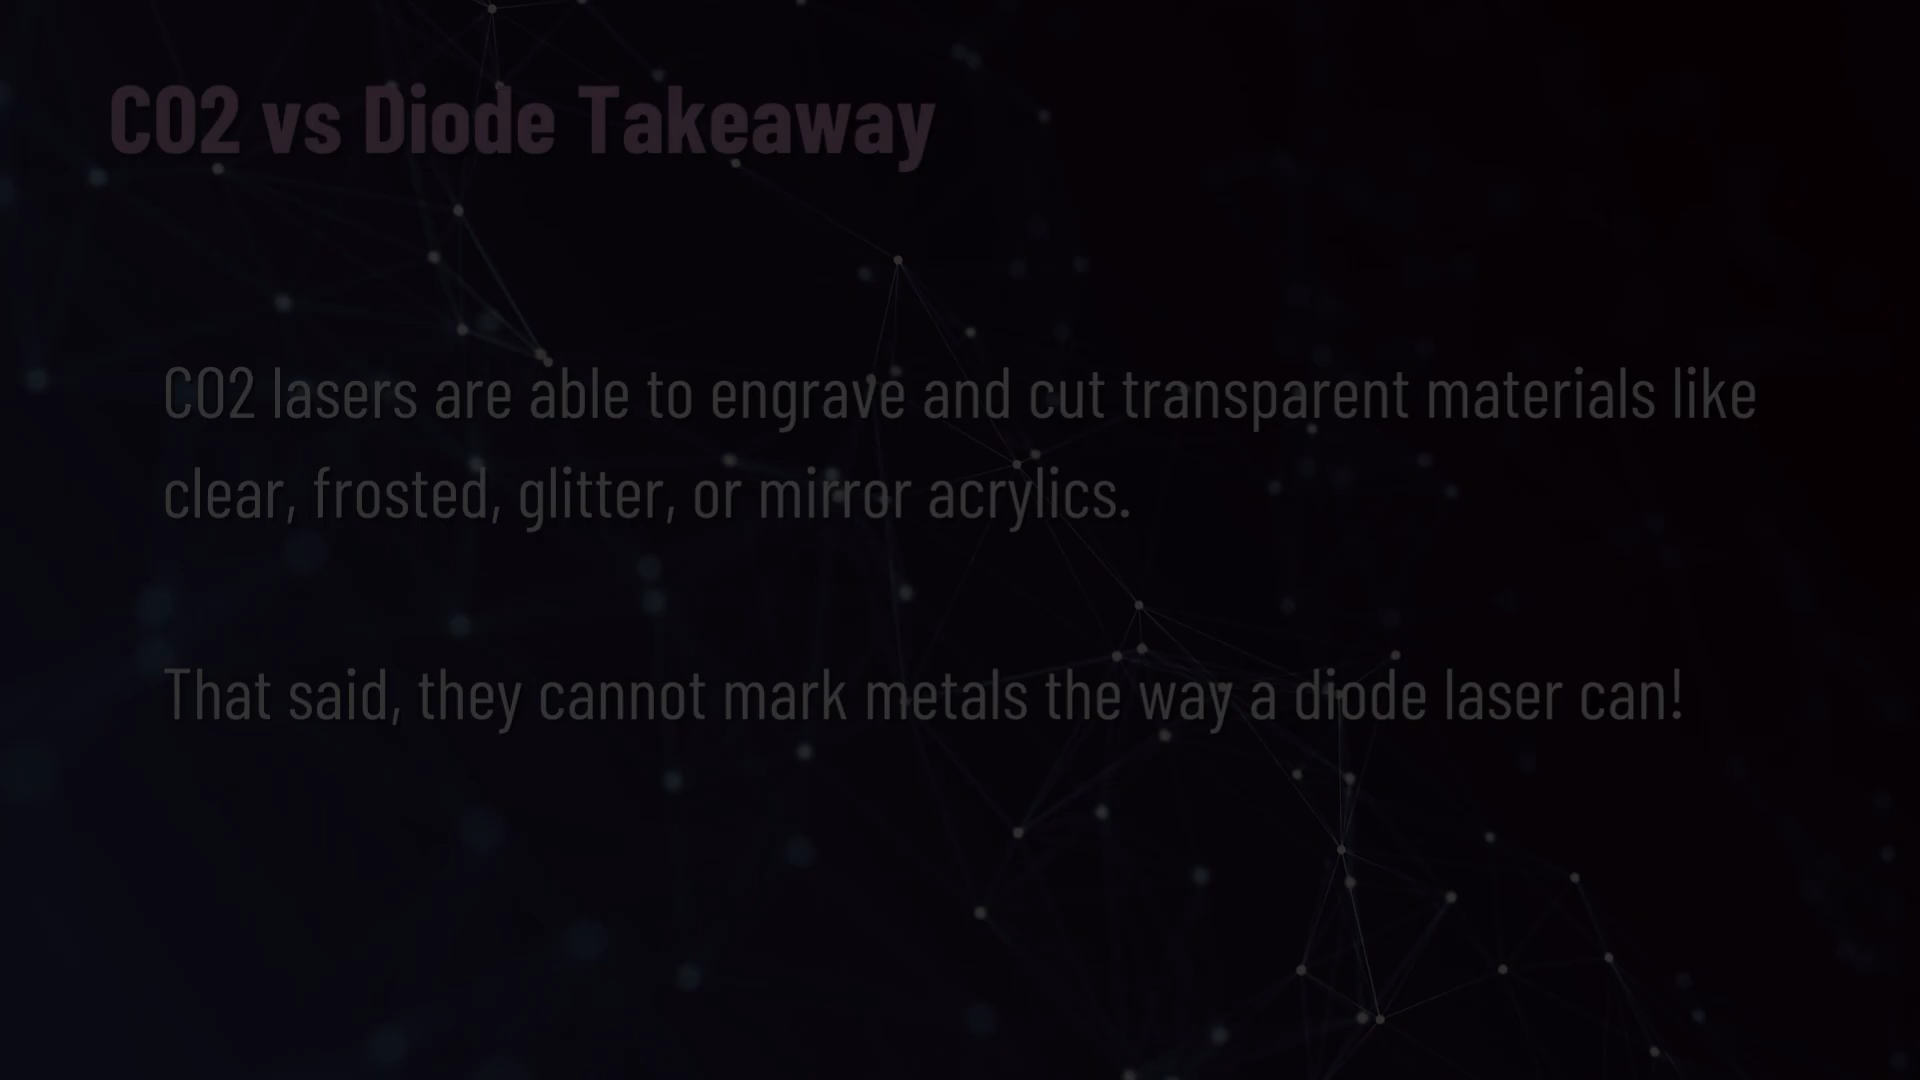 CO2 vs Diode Takeaway
CO2 lasers are able to engrave and cut transparent materials like
clear, frosted, glitter, or mirror acrylics.
That said, they cannot mark metals the way a diode laser can!